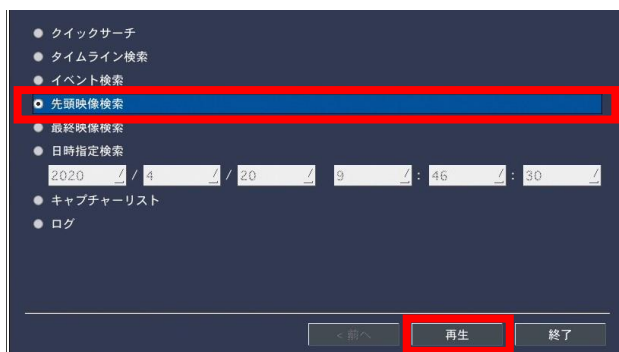 クイックサーチ
タイムライン検索
イベント検索
先頭映像検索
最終映像検索
日時指定検索
2020 / 4 / 20 9 : 46 : 30
キャプチャーリスト
ログ
<前へ 再生 終了